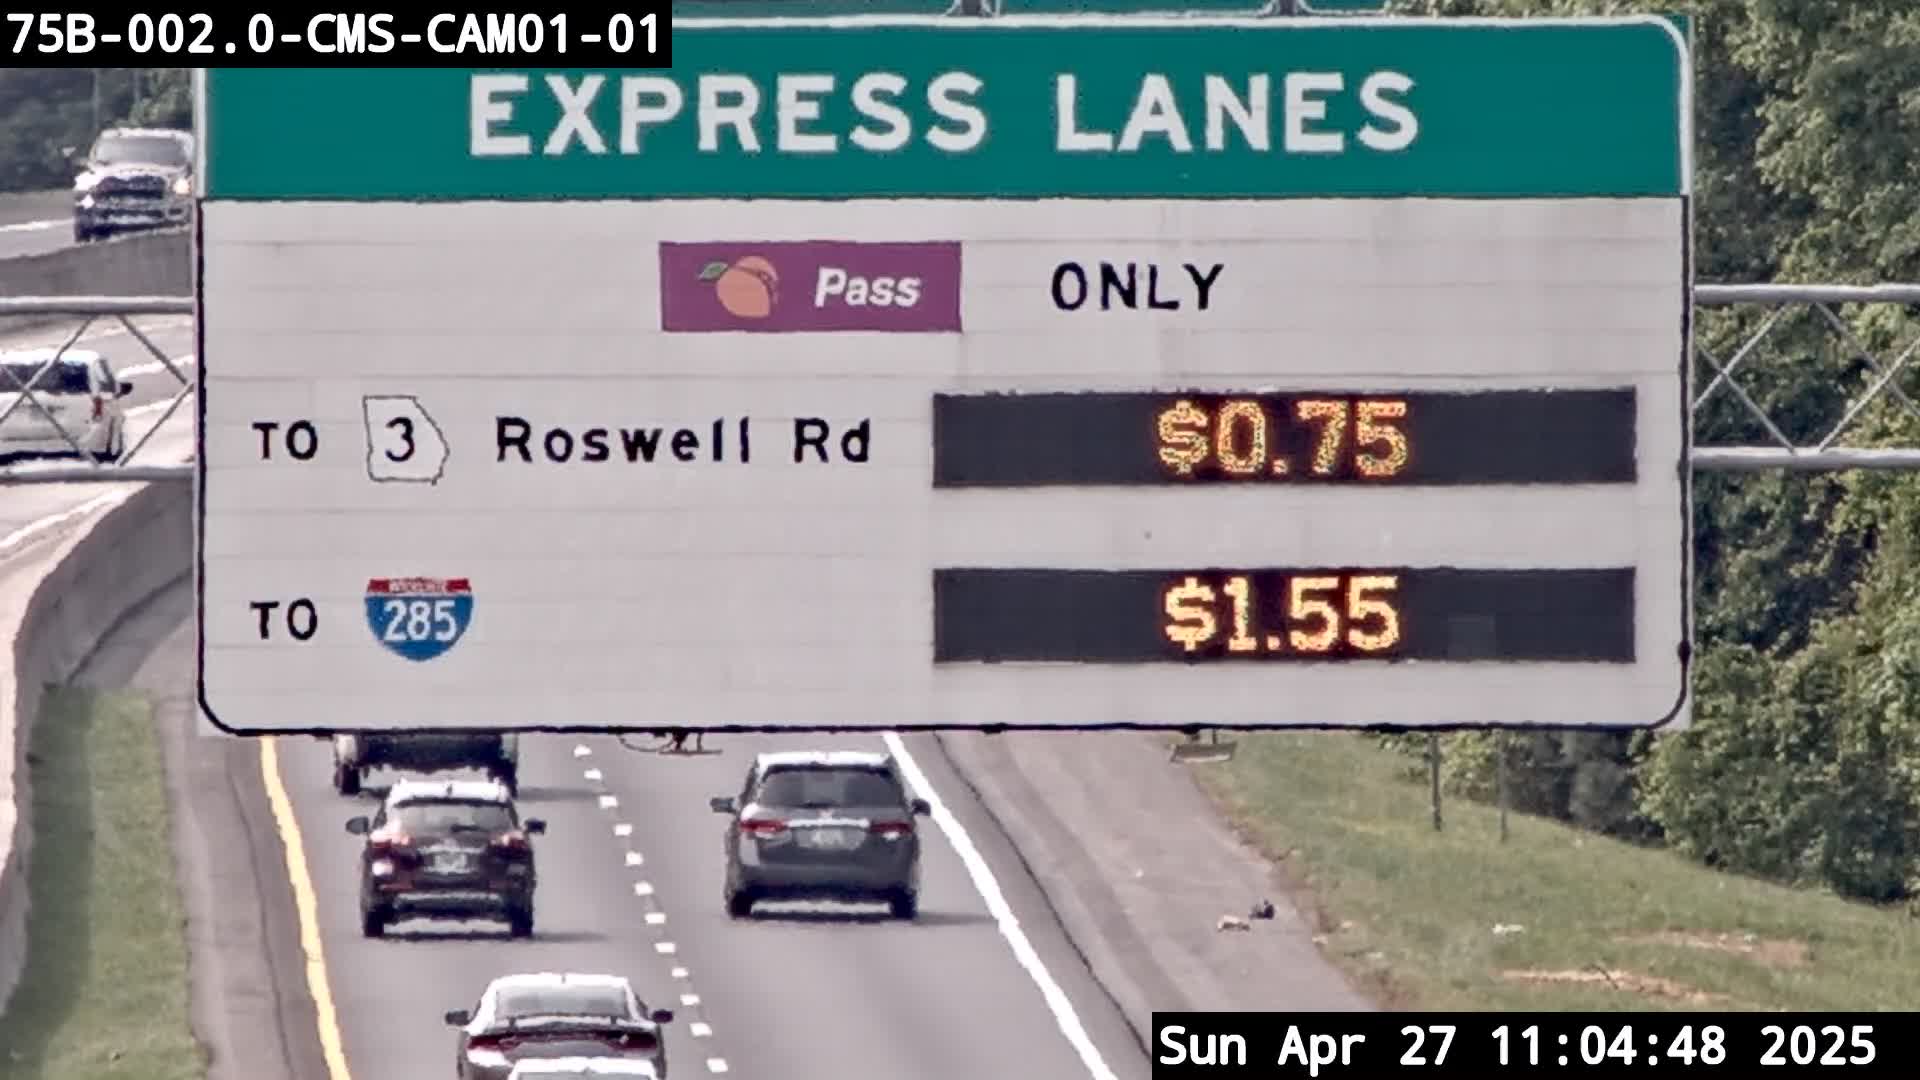 75B-002.0-CMS-CAM01-01
EXPRESS LANES
Pass ONLY
TO 3 Roswell Rd $0.75
INTERSTATE
TO 285 $1.55
Sun Apr 27 11:04:48 2025